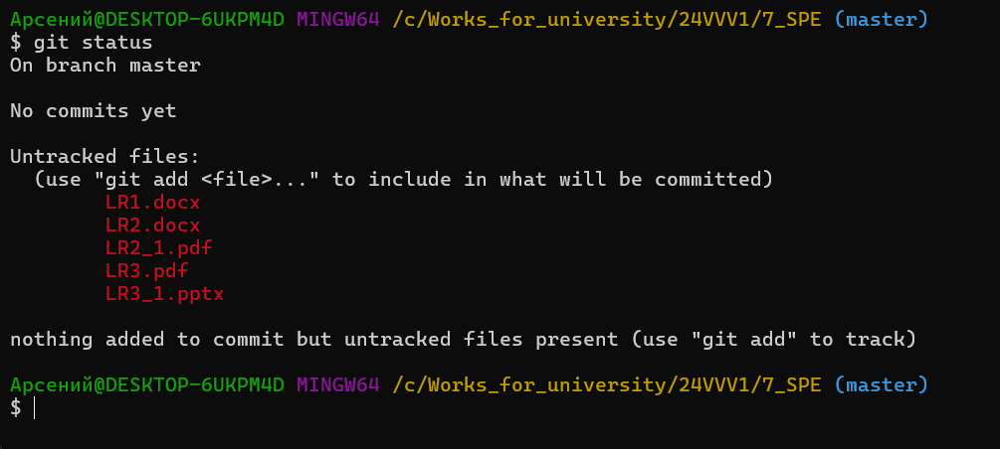 Арсений@DESKTOP-6UKPM4D MINGW64 /c/Works_for_university/24VVV1/7_SPE (master)
$ git status
On branch master
No commits yet
Untracked files:
  (use "git add <file>..." to include in what will be committed)
        LR1.docx
        LR2.docx
        LR2_1.pdf
        LR3.pdf
        LR3_1.pptx
nothing added to commit but untracked files present (use "git add" to track)
Арсений@DESKTOP-6UKPM4D MINGW64 /c/Works_for_university/24VVV1/7_SPE (master)
$